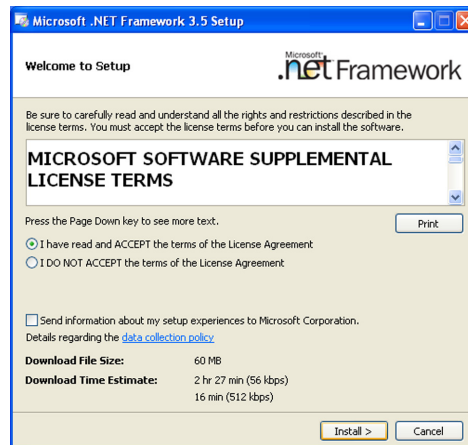 Microsoft .NET Framework 3.5 Setup
Welcome to Setup
Microsoft
.net Framework
Be sure to carefully read and understand all the rights and restrictions described in the
license terms. You must accept the license terms before you can install the software.
MICROSOFT SOFTWARE SUPPLEMENTAL
LICENSE TERMS
Press the Page Down key to see more text.
Print
I have read and ACCEPT the terms of the License Agreement
I DO NOT ACCEPT the terms of the License Agreement
Send information about my setup experiences to Microsoft Corporation.
Details regarding the data collection policy
Download File Size: 60 MB
Download Time Estimate: 2 hr 27 min (56 kbps)
16 min (512 kbps)
Install > Cancel